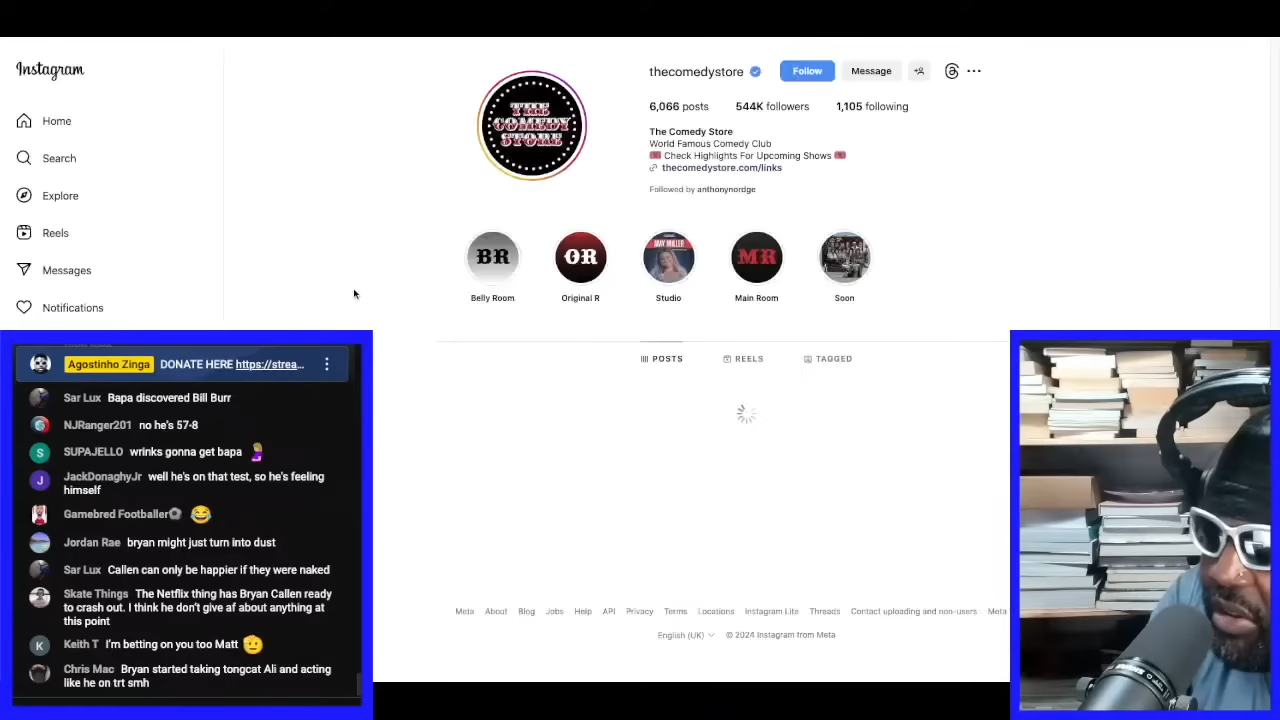 Instagram
Home
Search
Explore
Reels
Messages
Notifications
THE
COMEDY
STORE
thecomedystore
Follow
Message
6,066 posts 544K followers 1,105 following
The Comedy Store
World Famous Comedy Club
Check Highlights For Upcoming Shows
thecomedystore.com/links
Followed by anthonynordge
BR
OR
MR
Belly Room
Original R
Studio
Main Room
Soon
POSTS
REELS
TAGGED
Meta About Blog Jobs Help API Privacy Terms Locations Instagram Lite Threads Contact uploading and non-users Meta
English (UK) © 2024 Instagram from Meta
Agostinho Zinga DONATE HERE https://strea...
Sar Lux Bapa discovered Bill Burr
NJRanger201 no he's 57-8
S SUPAJELLO wrinks gonna get bapa
J JackDonaghyJr well he's on that test, so he's feeling
himself
Gamebred Footballer
Jordan Rae bryan might just turn into dust
Sar Lux Callen can only be happier if they were naked
Skate Things The Netflix thing has Bryan Callen ready
to crash out. I think he don't give af about anything at
this point
K Keith T I'm betting on you too Matt
Chris Mac Bryan started taking tongcat Ali and acting
like he on trt smh